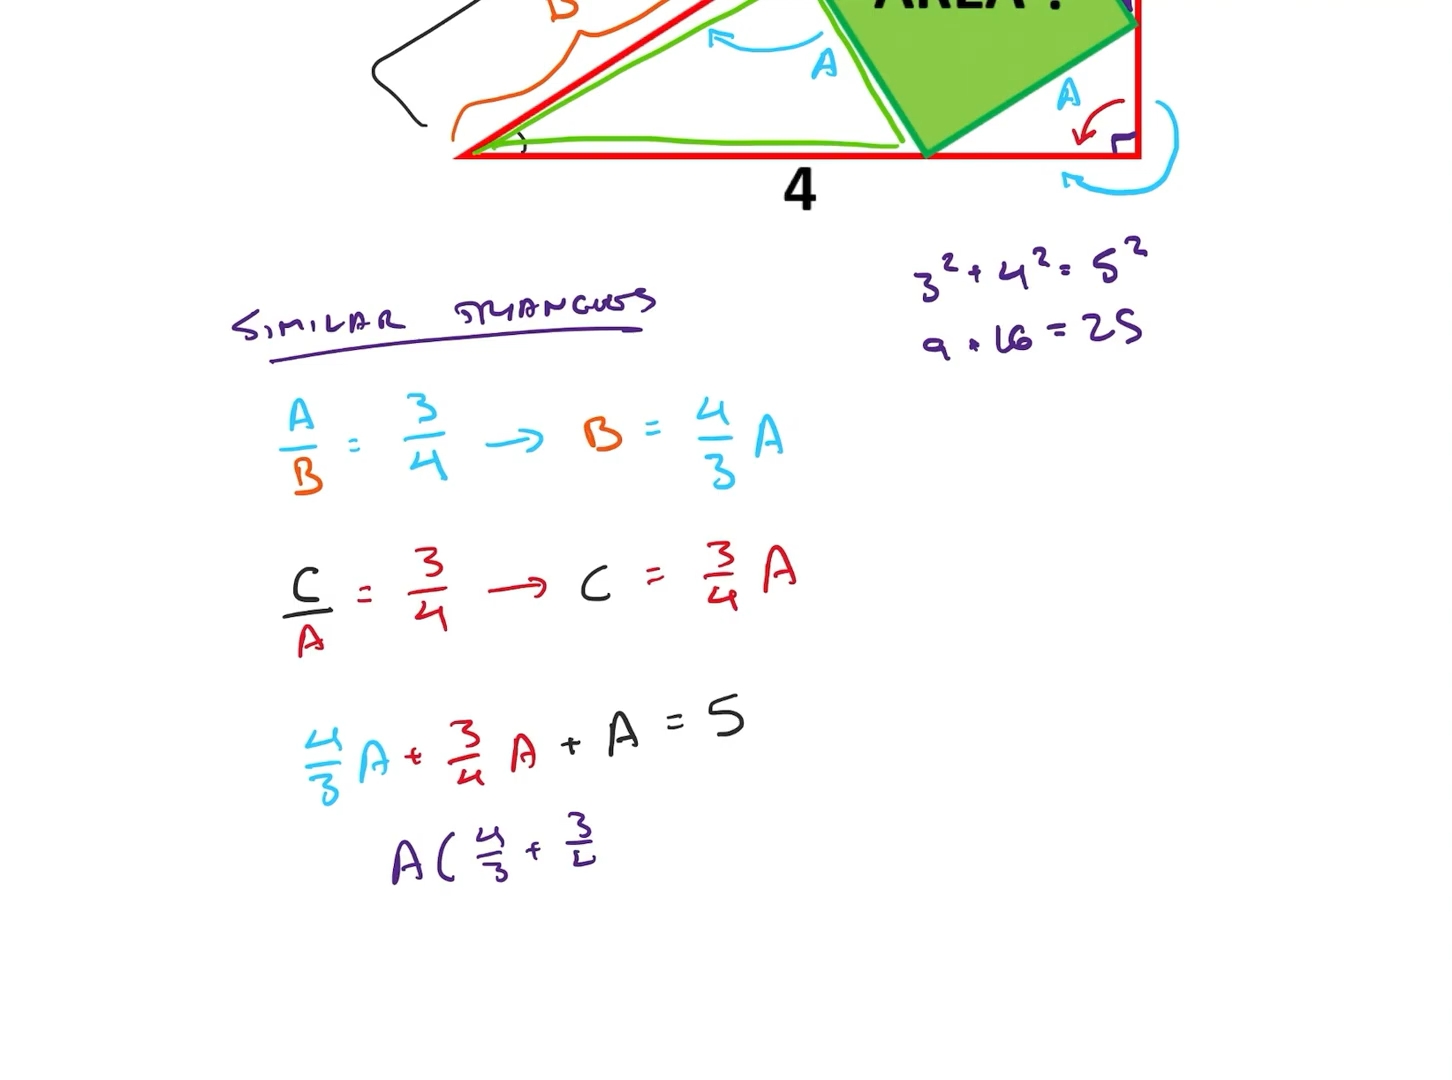 B
AREA ?
A
A
4
3² + 4² = 5²
9 + 16 = 25
SIMILAR TRIANGLES
A/B = 3/4 → B = 4/3 A
C/A = 3/4 → C = 3/4 A
4/3 A + 3/4 A + A = 5
A ( 4/3 + 3/